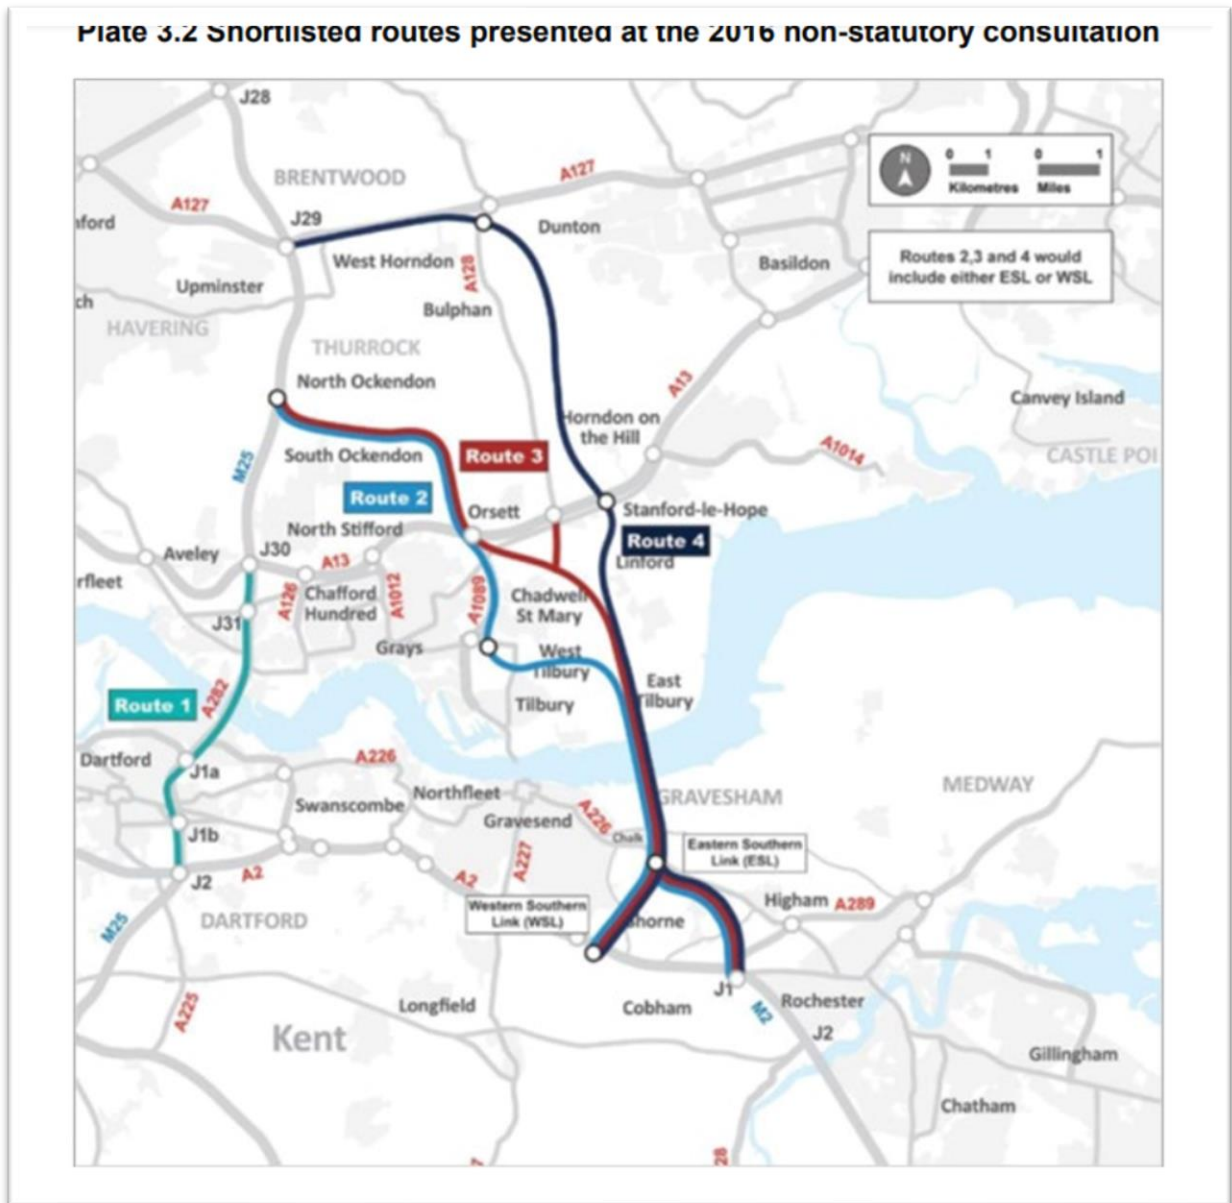 Plate 3.2 Shortlisted routes presented at the 2016 non-statutory consultation
J28
N
0 1
Kilometres
0 1
Miles
BRENTWOOD
A127
A127
J29
nford
Dunton
Routes 2,3 and 4 would
include either ESL or WSL
West Horndon
A128
Basildon
Upminster
ch
Bulphan
HAVERING
THURROCK
North Ockendon
A13
Canvey Island
Horndon on
the Hill
M25
South Ockendon
Route 3
A1014
CASTLE POI
Route 2
Orsett
Stanford-le-Hope
North Stifford
Route 4
Aveley
J30
A13
Linford
rfleet
A126
Chafford
Hundred
A1012
A1089
Chadwell
St Mary
J31
Grays
West
Tilbury
East
Tilbury
Route 1
A282
Tilbury
Dartford
J1a
A226
MEDWAY
Swanscombe
Northfleet
GRAVESHAM
A226
Gravesend
J1b
Chalk
Eastern Southern
Link (ESL)
A227
J2
A2
A2
Western Southern
Link (WSL)
Higham
A289
M25
DARTFORD
Shorne
J1
A225
Longfield
Cobham
M2
Rochester
Kent
J2
Gillingham
Chatham
7
28